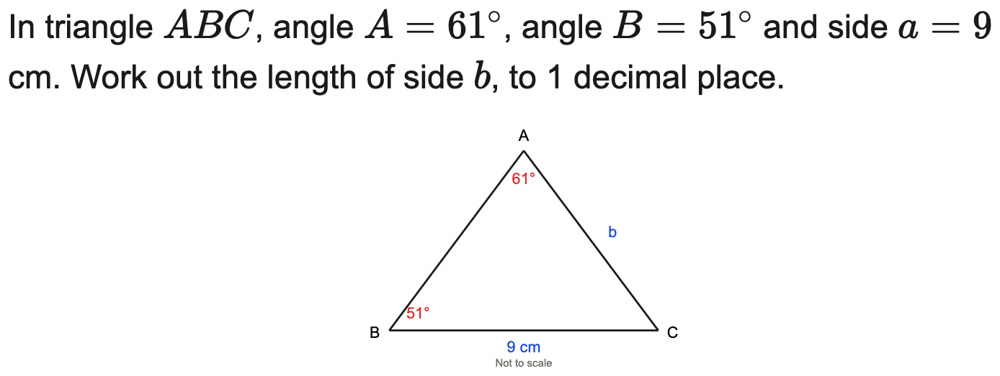 In triangle ABC, angle A = 61°, angle B = 51° and side a = 9
cm. Work out the length of side b, to 1 decimal place.
A
61°
b
51°
B
C
9 cm
Not to scale